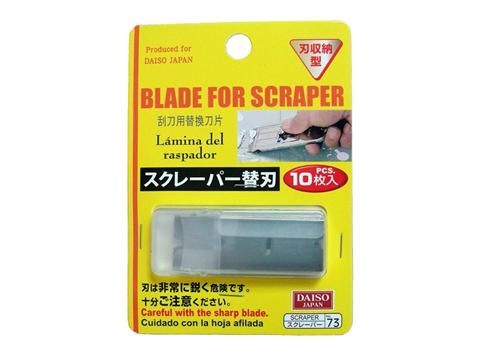 Produced for
DAISO JAPAN
刃収納
型
BLADE FOR SCRAPER
刮刀用替換刀片
Lámina del
raspador
スクレーパー替刃
PCS.
10枚入
刃は非常に鋭く危険です。
十分ご注意ください。
Careful with the sharp blade.
Cuidado con la hoja afilada
DAISO
JAPAN
SCRAPER
スクレーパー
No.
73